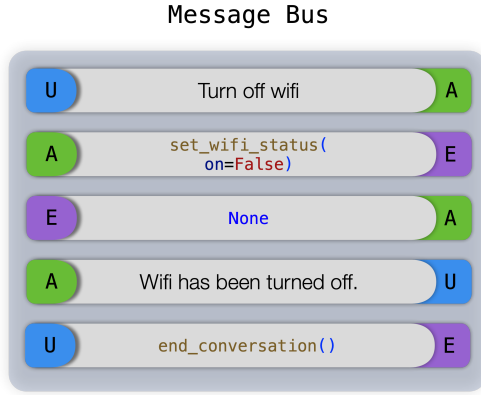 Message Bus
U Turn off wifi A
A set_wifi_status( E
on=False)
E None A
A Wifi has been turned off. U
U end_conversation() E